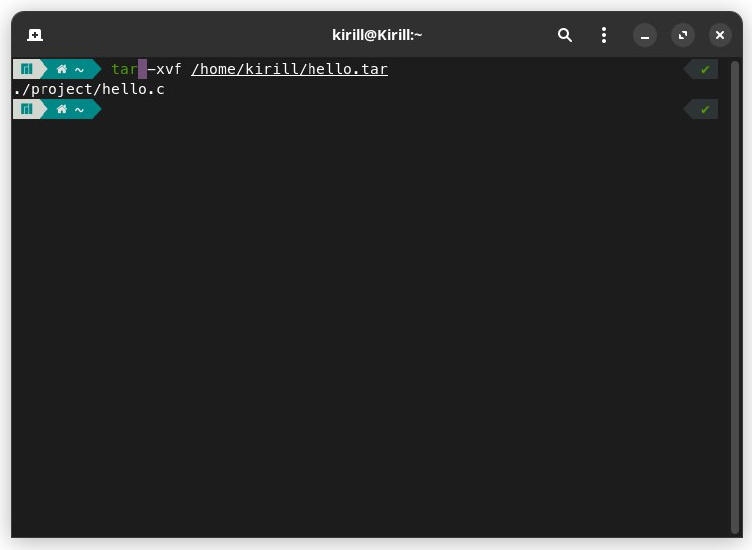 kirill@Kirill:~
~ tar -xvf /home/kirill/hello.tar ✔
./project/hello.c
~ ✔